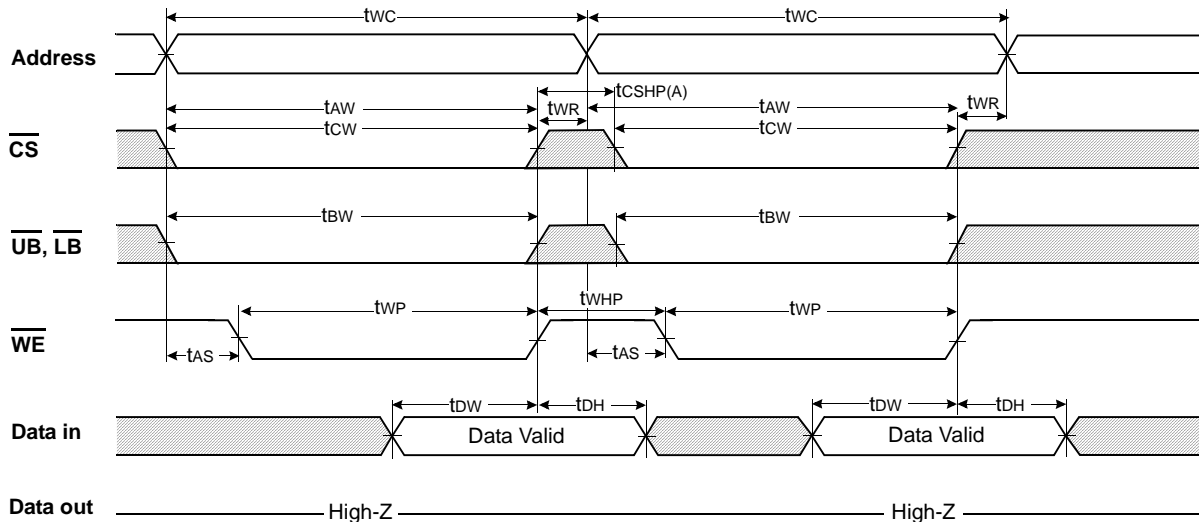 tWC tWC
Address
tCSHP(A)
tAW tWR tAW tWR
tCW tCW
CS
tBW tBW
UB, LB
tWP tWHP tWP
WE
tAS tAS
tDW tDH tDW tDH
Data in Data Valid Data Valid
Data out High-Z High-Z